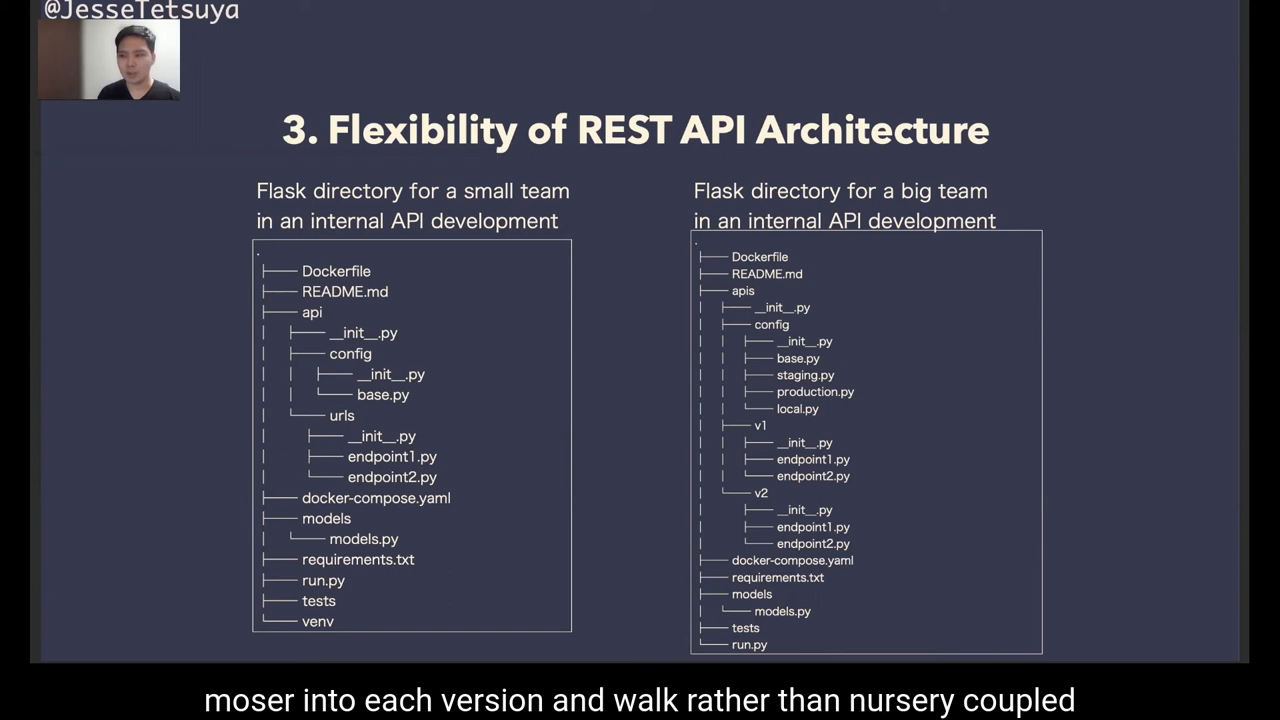 @JesseTetsuya
3. Flexibility of REST API Architecture
Flask directory for a small team
in an internal API development
.
├── Dockerfile
├── README.md
├── api
│   ├── __init__.py
│   ├── config
│   │   ├── __init__.py
│   │   └── base.py
│   └── urls
│       ├── __init__.py
│       ├── endpoint1.py
│       └── endpoint2.py
├── docker-compose.yaml
├── models
│   └── models.py
├── requirements.txt
├── run.py
├── tests
└── venv
Flask directory for a big team
in an internal API development
.
├── Dockerfile
├── README.md
├── apis
│   ├── __init__.py
│   ├── config
│   │   ├── __init__.py
│   │   ├── base.py
│   │   ├── staging.py
│   │   ├── production.py
│   │   └── local.py
│   ├── v1
│   │   ├── __init__.py
│   │   ├── endpoint1.py
│   │   └── endpoint2.py
│   └── v2
│       ├── __init__.py
│       ├── endpoint1.py
│       └── endpoint2.py
├── docker-compose.yaml
├── requirements.txt
├── models
│   └── models.py
├── tests
└── run.py
moser into each version and walk rather than nursery coupled